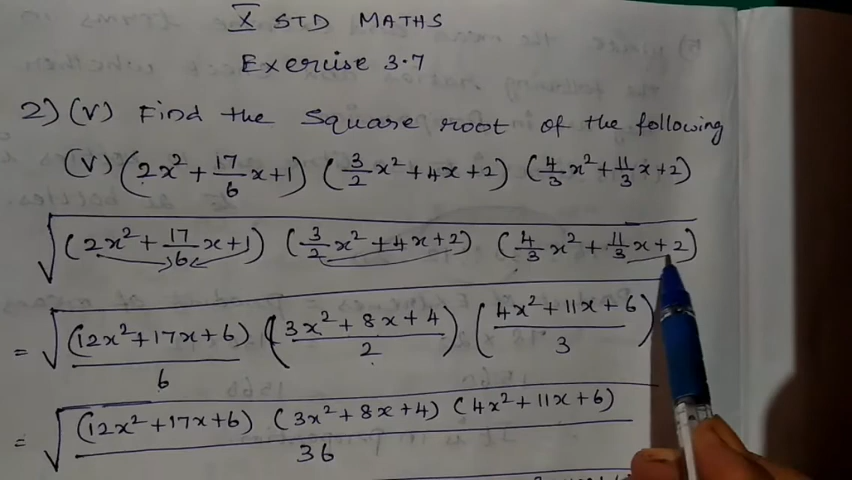 X STD MATHS
Exercise 3.7
2) (v) Find the square root of the following
(v) (2x² + 17/6 x + 1) (3/2 x² + 4x + 2) (4/3 x² + 11/3 x + 2)
√(2x² + 17/6 x + 1) (3/2 x² + 4x + 2) (4/3 x² + 11/3 x + 2)
= √((12x² + 17x + 6)/6) ((3x² + 8x + 4)/2) ((4x² + 11x + 6)/3)
= √((12x² + 17x + 6) (3x² + 8x + 4) (4x² + 11x + 6))/36